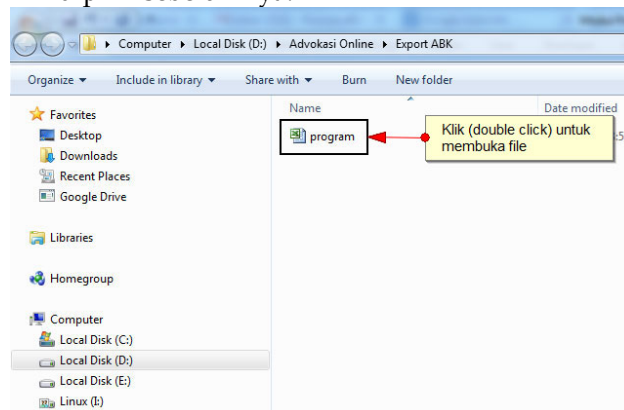 Computer ▸ Local Disk (D:) ▸ Advokasi Online ▸ Export ABK
Organize ▾ Include in library ▾ Share with ▾ Burn New folder
Favorites
Desktop
Downloads
Recent Places
Google Drive
Libraries
Homegroup
Computer
Local Disk (C:)
Local Disk (D:)
Local Disk (E:)
Linux (I:)
Name Date modified
program
Klik (double click) untuk
membuka file